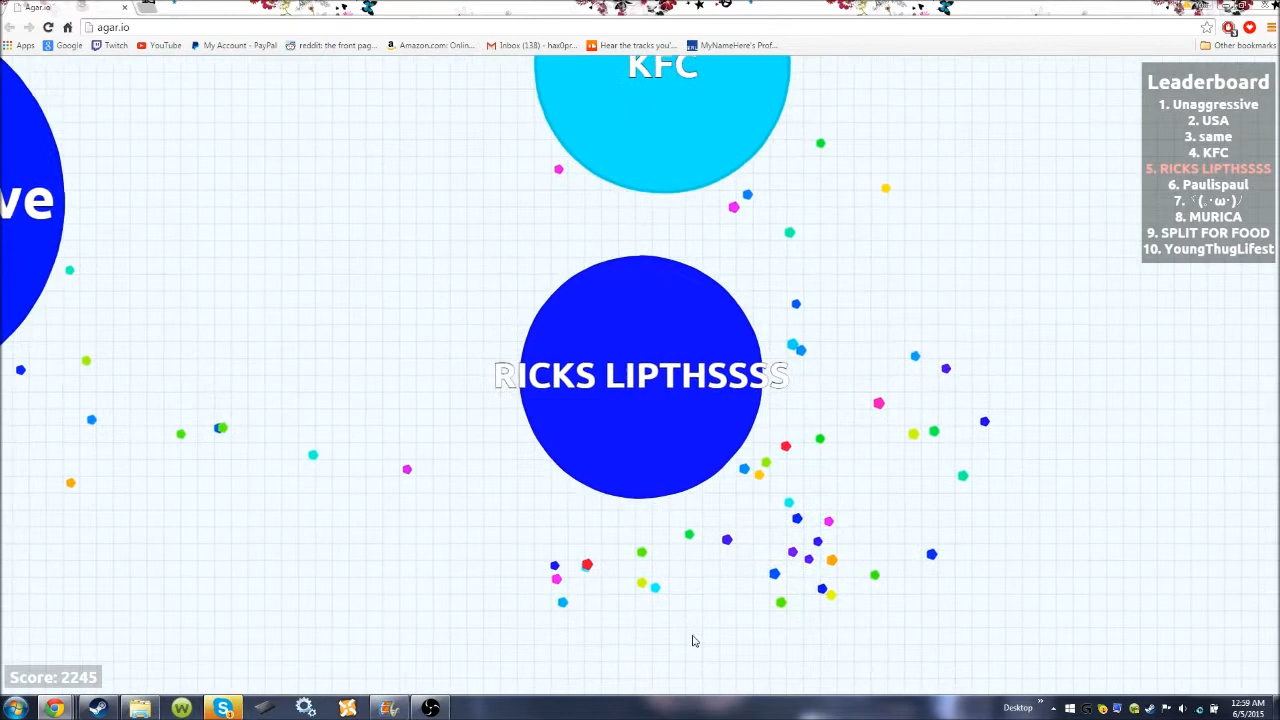 Agar.io
agar.io
Apps Google Twitch YouTube My Account - PayPal reddit: the front pag... Amazon.com: Onlin... Inbox (138) - hax0pr... Hear the tracks you'... MyNameHere's Prof... Other bookmarks
KFC
ve
RICKS LIPTHSSSS
Leaderboard
1. Unaggressive
2. USA
3. same
4. KFC
5. RICKS LIPTHSSSS
6. Paulispaul
8. MURICA
9. SPLIT FOR FOOD
10. YoungThugLifest
Score: 2245
Desktop
12:59 AM
6/5/2015